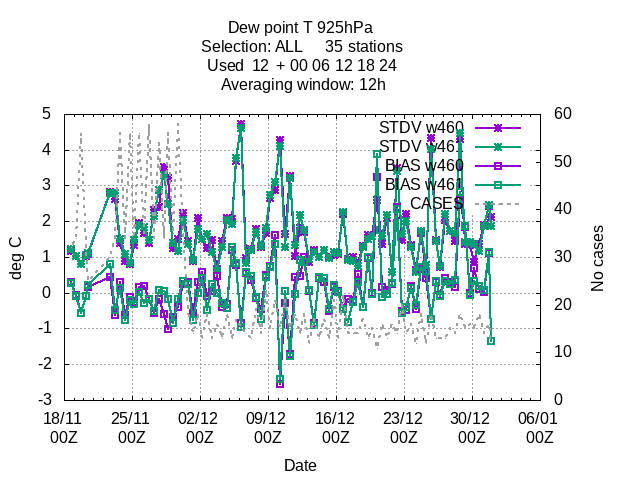 Dew point T 925hPa
Selection: ALL     35 stations
Used  12  + 00 06 12 18 24
Averaging window: 12h
5
4
3
2
1
0
-1
-2
-3
60
50
40
30
20
10
0
deg C
No cases
STDV w460
STDV w461
BIAS w460
BIAS w461
CASES
18/11 25/11 02/12 09/12 16/12 23/12 30/12 06/01
00Z 00Z 00Z 00Z 00Z 00Z 00Z 00Z
Date